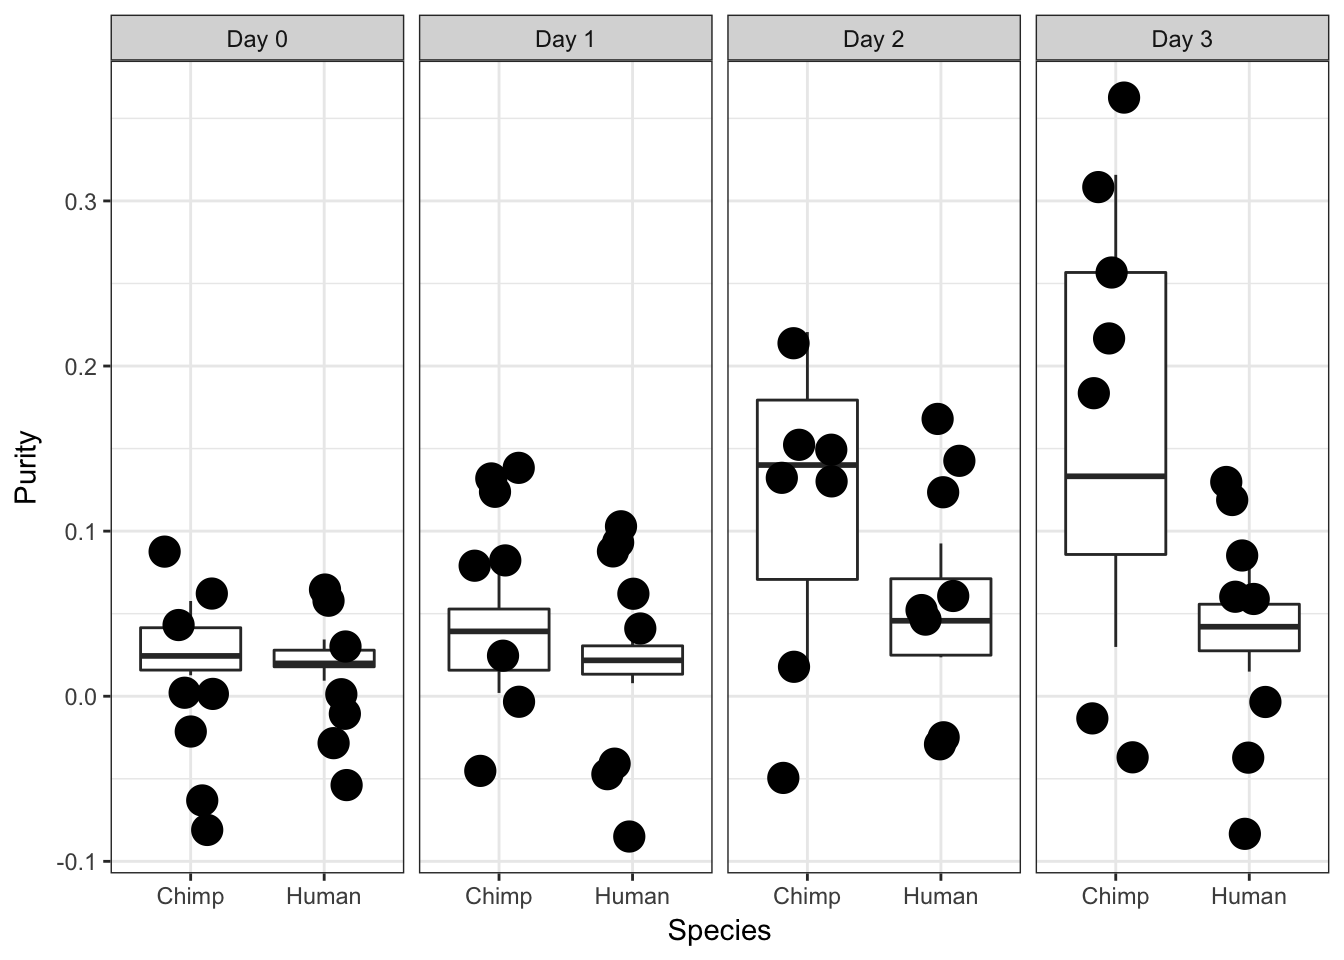 Day 0 Day 1 Day 2 Day 3
0.3
0.2
0.1
0.0
-0.1
Purity
Chimp Human Chimp Human Chimp Human Chimp Human
Species